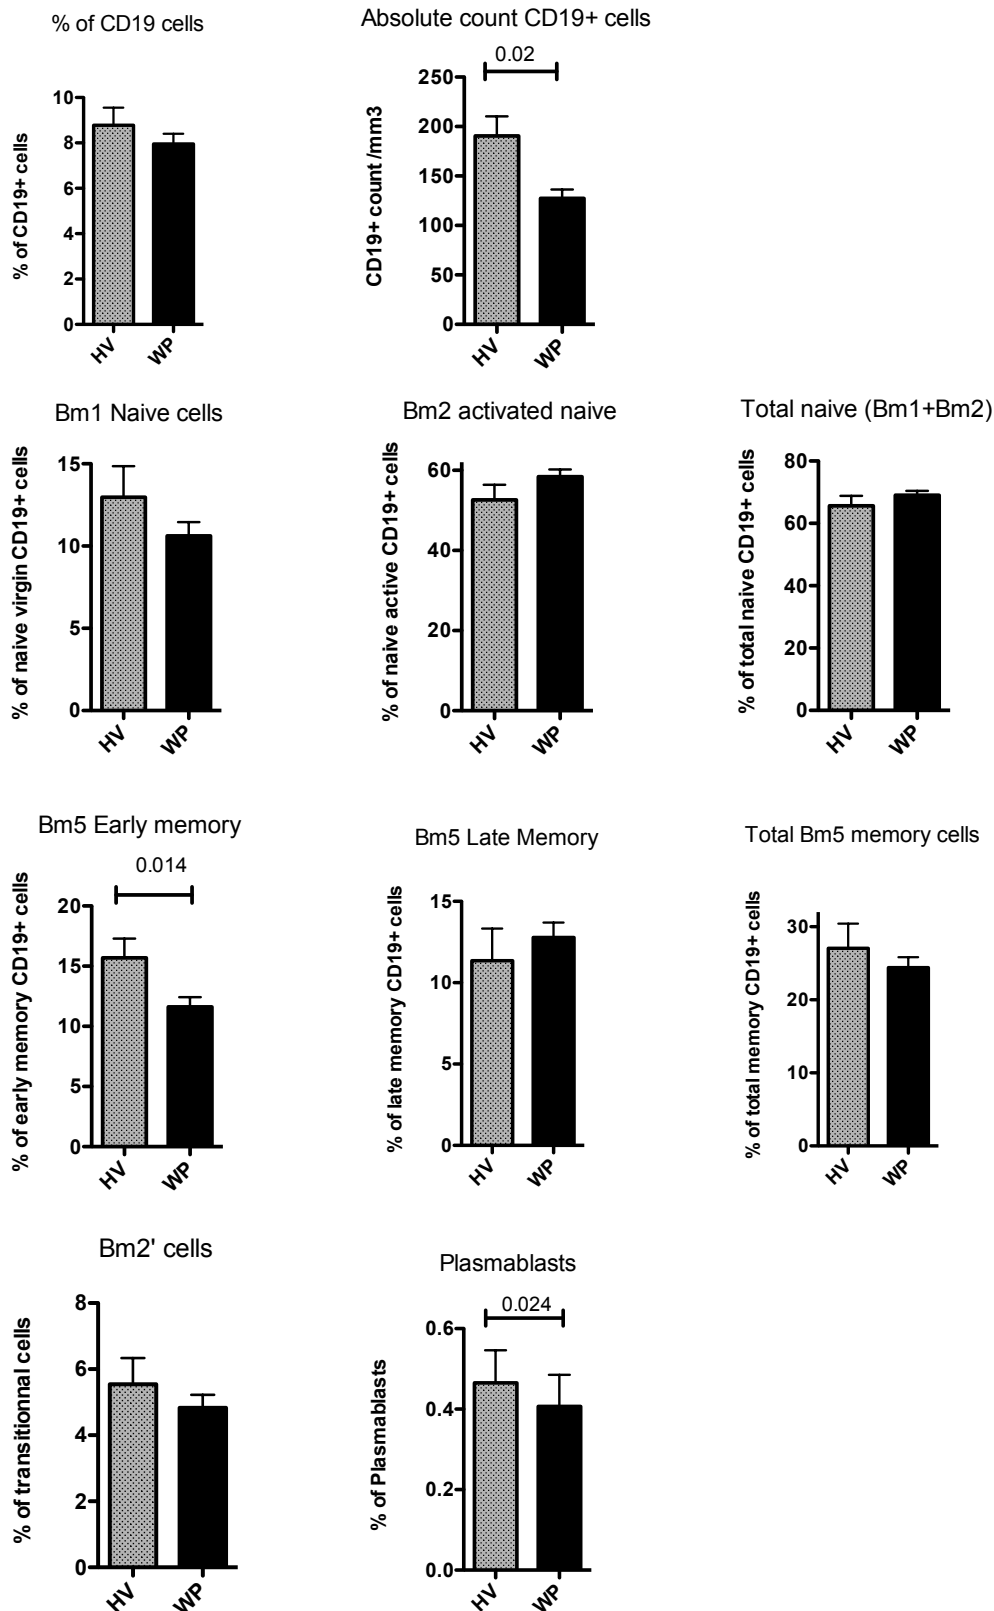 % of CD19 cells
Absolute count CD19+ cells
0.02
% of CD19+ cells
10
8
6
4
2
0
HV
WP
CD19+ count /mm3
250
200
150
100
50
0
HV
WP
Bm1 Naive cells
Bm2 activated naive
Total naive (Bm1+Bm2)
% of naive virgin CD19+ cells
15
10
5
0
HV
WP
% of naive active CD19+ cells
60
40
20
0
HV
WP
% of total naive CD19+ cells
80
60
40
20
0
HV
WP
Bm5 Early memory
Bm5 Late Memory
Total Bm5 memory cells
0.014
% of early memory CD19+ cells
20
15
10
5
0
HV
WP
% of late memory CD19+ cells
15
10
5
0
HV
WP
% of total memory CD19+ cells
30
20
10
0
HV
WP
Bm2' cells
Plasmablasts
0.024
% of transitionnal cells
8
6
4
2
0
HV
WP
% of Plasmablasts
0.6
0.4
0.2
0.0
HV
WP